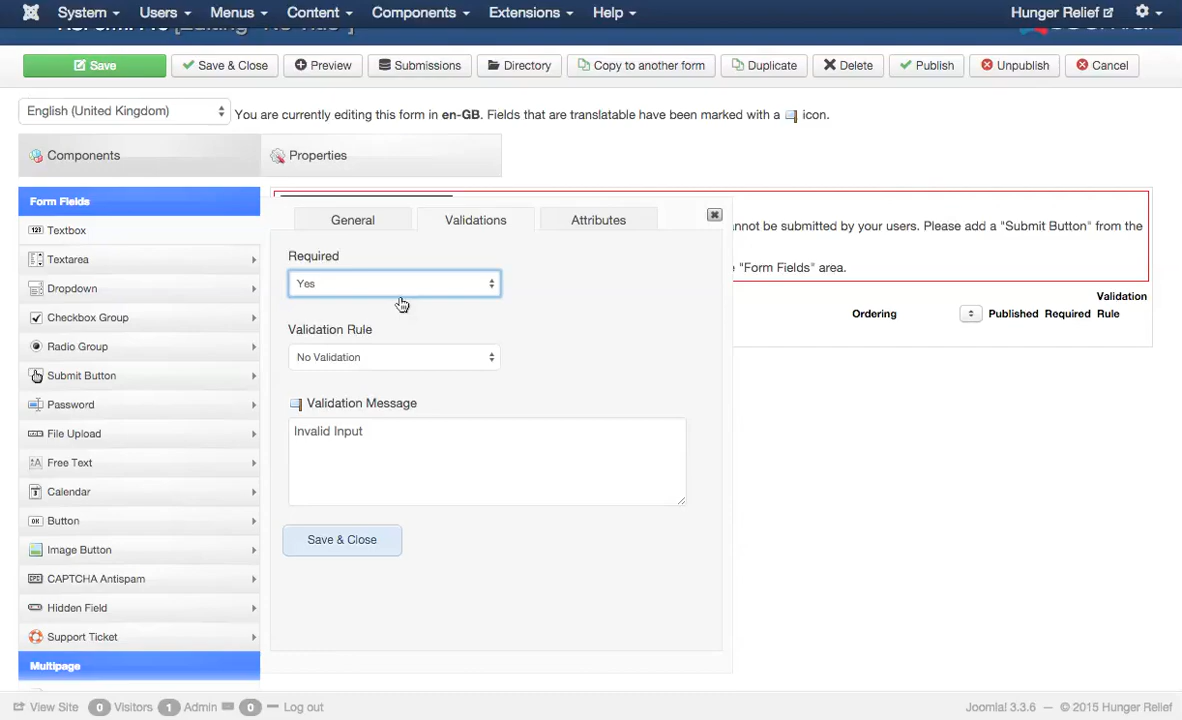 System Users Menus Content Components Extensions Help Hunger Relief
Save Save & Close Preview Submissions Directory Copy to another form Duplicate Delete Publish Unpublish Cancel
English (United Kingdom) You are currently editing this form in en-GB. Fields that are translatable have been marked with a icon.
Components Properties
Form Fields
Textbox
Textarea
Dropdown
Checkbox Group
Radio Group
Submit Button
Password
File Upload
Free Text
Calendar
Button
OK
Image Button
CAPTCHA Antispam
Hidden Field
Support Ticket
Multipage
General Validations Attributes
Required
Yes
Validation Rule
No Validation
Validation Message
Invalid Input
Save & Close
be submitted by your users. Please add a "Submit Button" from the
"Form Fields" area.
Ordering Published Required Validation Rule
View Site 0 Visitors 1 Admin 0 Log out Joomla! 3.3.6 — © 2015 Hunger Relief